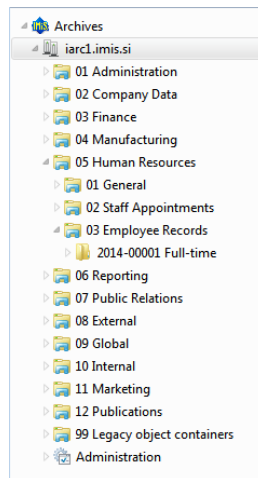 Archives
iarc1.imis.si
01 Administration
02 Company Data
03 Finance
04 Manufacturing
05 Human Resources
01 General
02 Staff Appointments
03 Employee Records
2014-00001 Full-time
06 Reporting
07 Public Relations
08 External
09 Global
10 Internal
11 Marketing
12 Publications
99 Legacy object containers
Administration